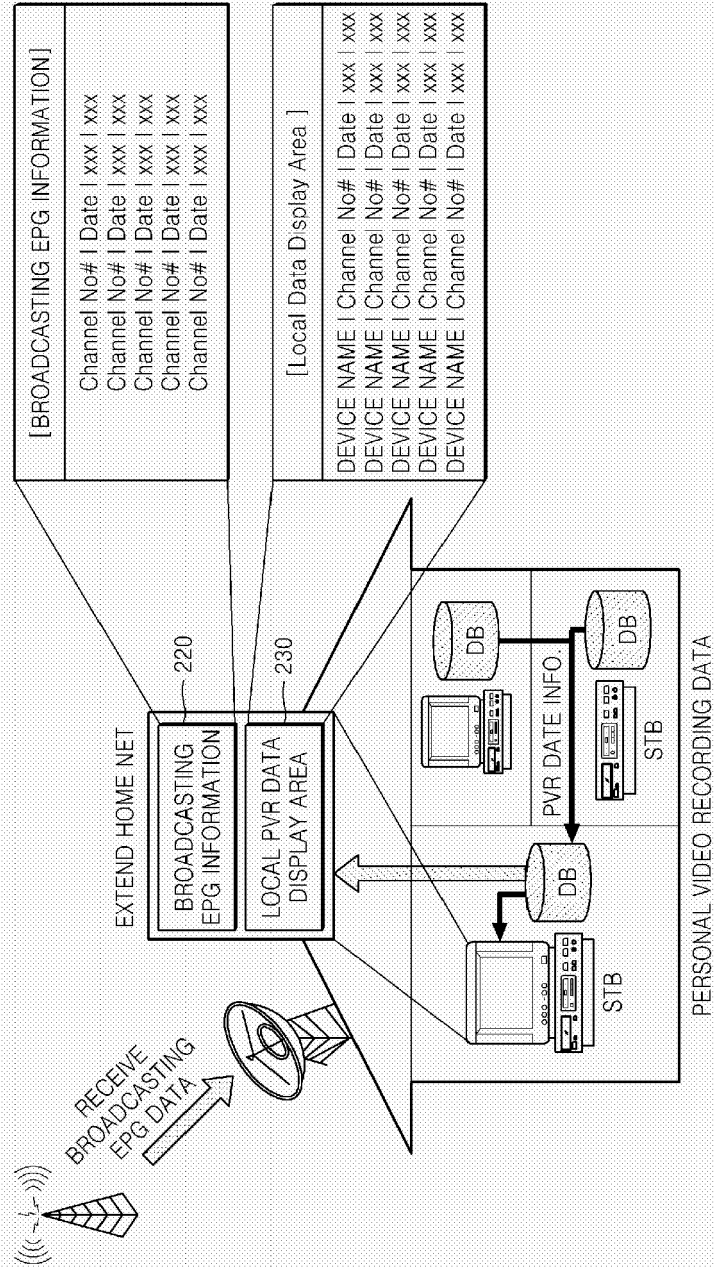 RECEIVE
BROADCASTING
EPG DATA
EXTEND HOME NET
BROADCASTING
EPG INFORMATION
220
LOCAL PVR DATA
DISPLAY AREA
230
[BROADCASTING EPG INFORMATION]
Channel No# | Date | xxx | xxx
Channel No# | Date | xxx | xxx
Channel No# | Date | xxx | xxx
Channel No# | Date | xxx | xxx
Channel No# | Date | xxx | xxx
[Local Data Display Area ]
DEVICE NAME | Channel No# | Date | xxx | xxx
DEVICE NAME | Channel No# | Date | xxx | xxx
DEVICE NAME | Channel No# | Date | xxx | xxx
DEVICE NAME | Channel No# | Date | xxx | xxx
DEVICE NAME | Channel No# | Date | xxx | xxx
STB
DB
DB
PVR DATE INFO.
STB
DB
PERSONAL VIDEO RECORDING DATA